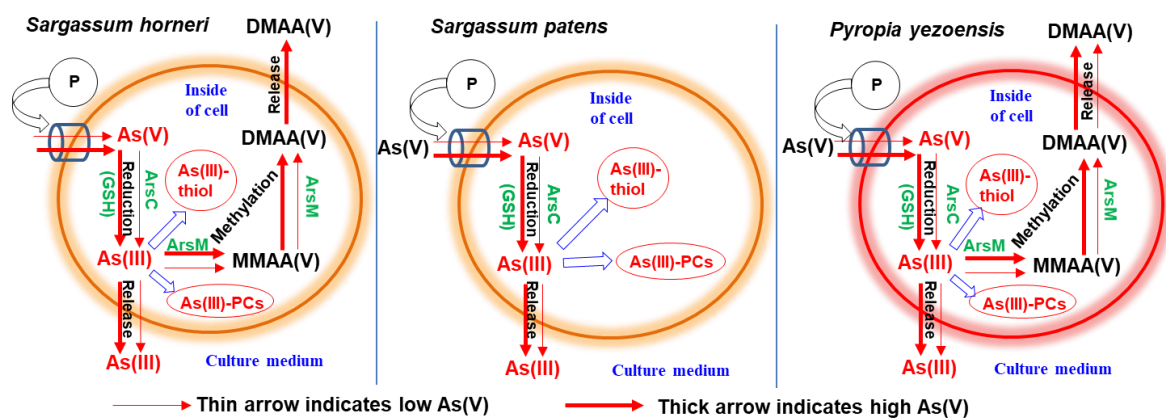 Sargassum horneri
DMAA(V)
Release
P
Inside
of cell
As(V)
DMAA(V)
Reduction
(GSH)
ArsC
As(III)-
thiol
Methylation
ArsM
ArsM
As(III)
MMAA(V)
As(III)-PCs
Release
As(III)
Culture medium
Sargassum patens
P
Inside
of cell
As(V)
As(V)
Reduction
(GSH)
ArsC
As(III)-
thiol
As(III)
As(III)-PCs
Release
As(III)
Culture medium
Pyropia yezoensis
DMAA(V)
Release
P
Inside
of cell
As(V)
As(V)
DMAA(V)
Reduction
(GSH)
ArsC
As(III)-
thiol
Methylation
ArsM
ArsM
As(III)
MMAA(V)
As(III)-PCs
Release
As(III)
Culture medium
Thin arrow indicates low As(V)
Thick arrow indicates high As(V)